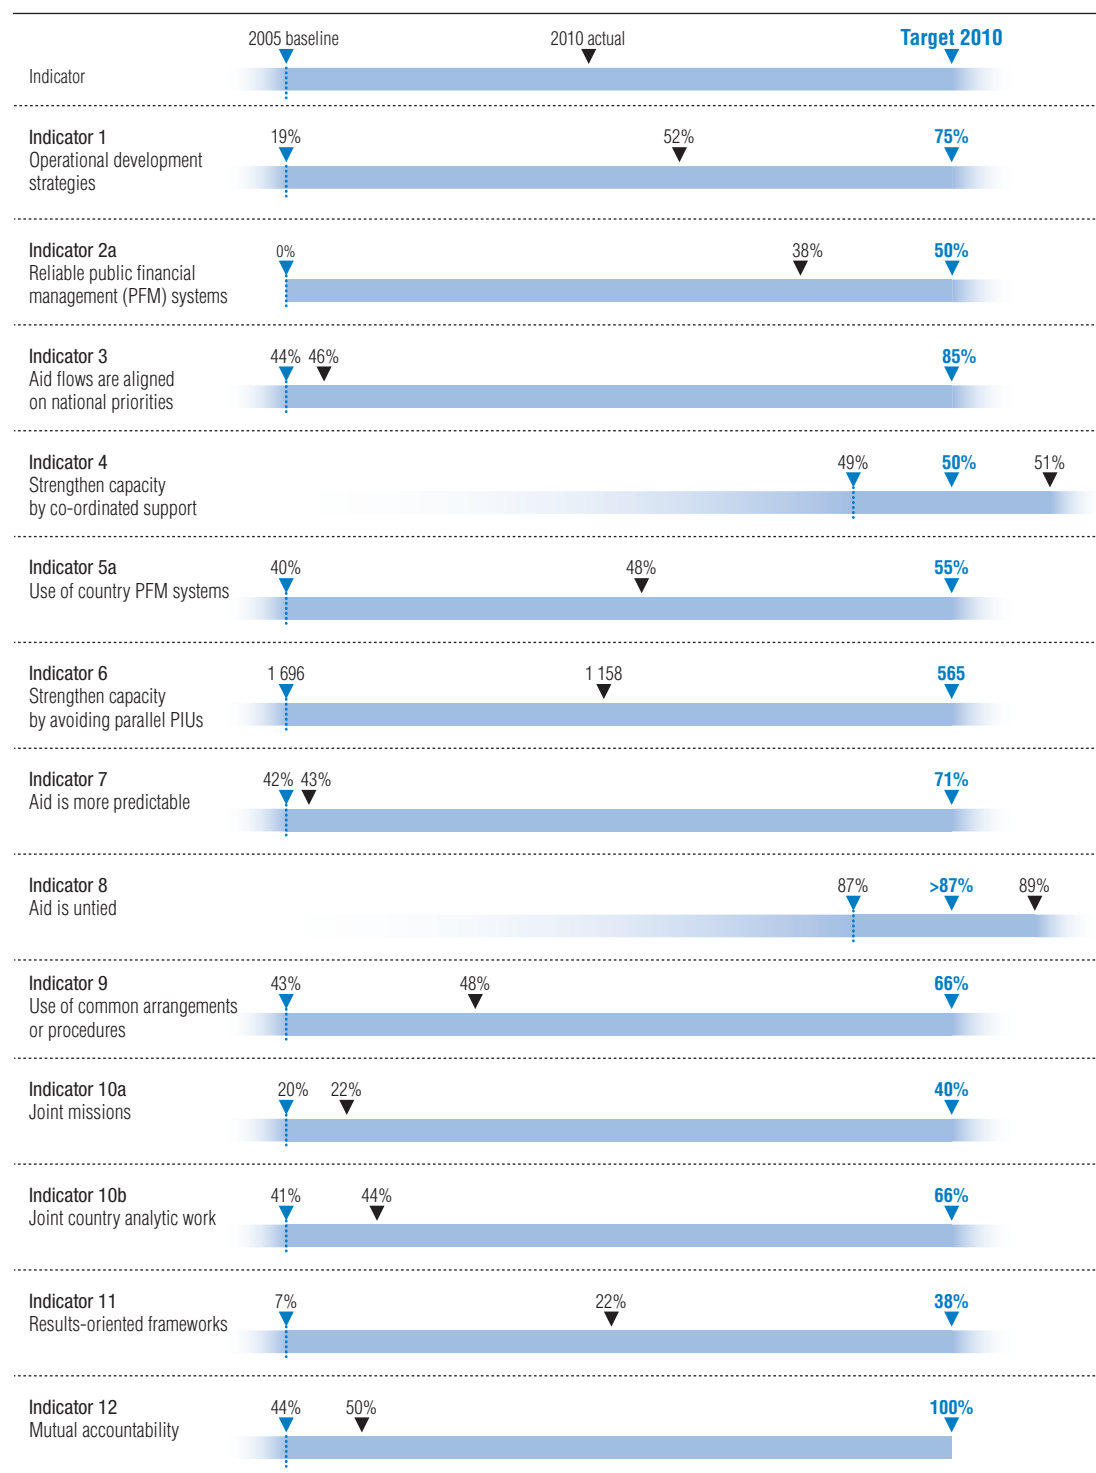 2005 baseline 2010 actual Target 2010
Indicator
Indicator 1 19% 52% 75%
Operational development
strategies
Indicator 2a 0% 38% 50%
Reliable public financial
management (PFM) systems
Indicator 3 44% 46% 85%
Aid flows are aligned
on national priorities
Indicator 4 49% 50% 51%
Strengthen capacity
by co-ordinated support
Indicator 5a 40% 48% 55%
Use of country PFM systems
Indicator 6 1 696 1 158 565
Strengthen capacity
by avoiding parallel PIUs
Indicator 7 42% 43% 71%
Aid is more predictable
Indicator 8 87% >87% 89%
Aid is untied
Indicator 9 43% 48% 66%
Use of common arrangements
or procedures
Indicator 10a 20% 22% 40%
Joint missions
Indicator 10b 41% 44% 66%
Joint country analytic work
Indicator 11 7% 22% 38%
Results-oriented frameworks
Indicator 12 44% 50% 100%
Mutual accountability